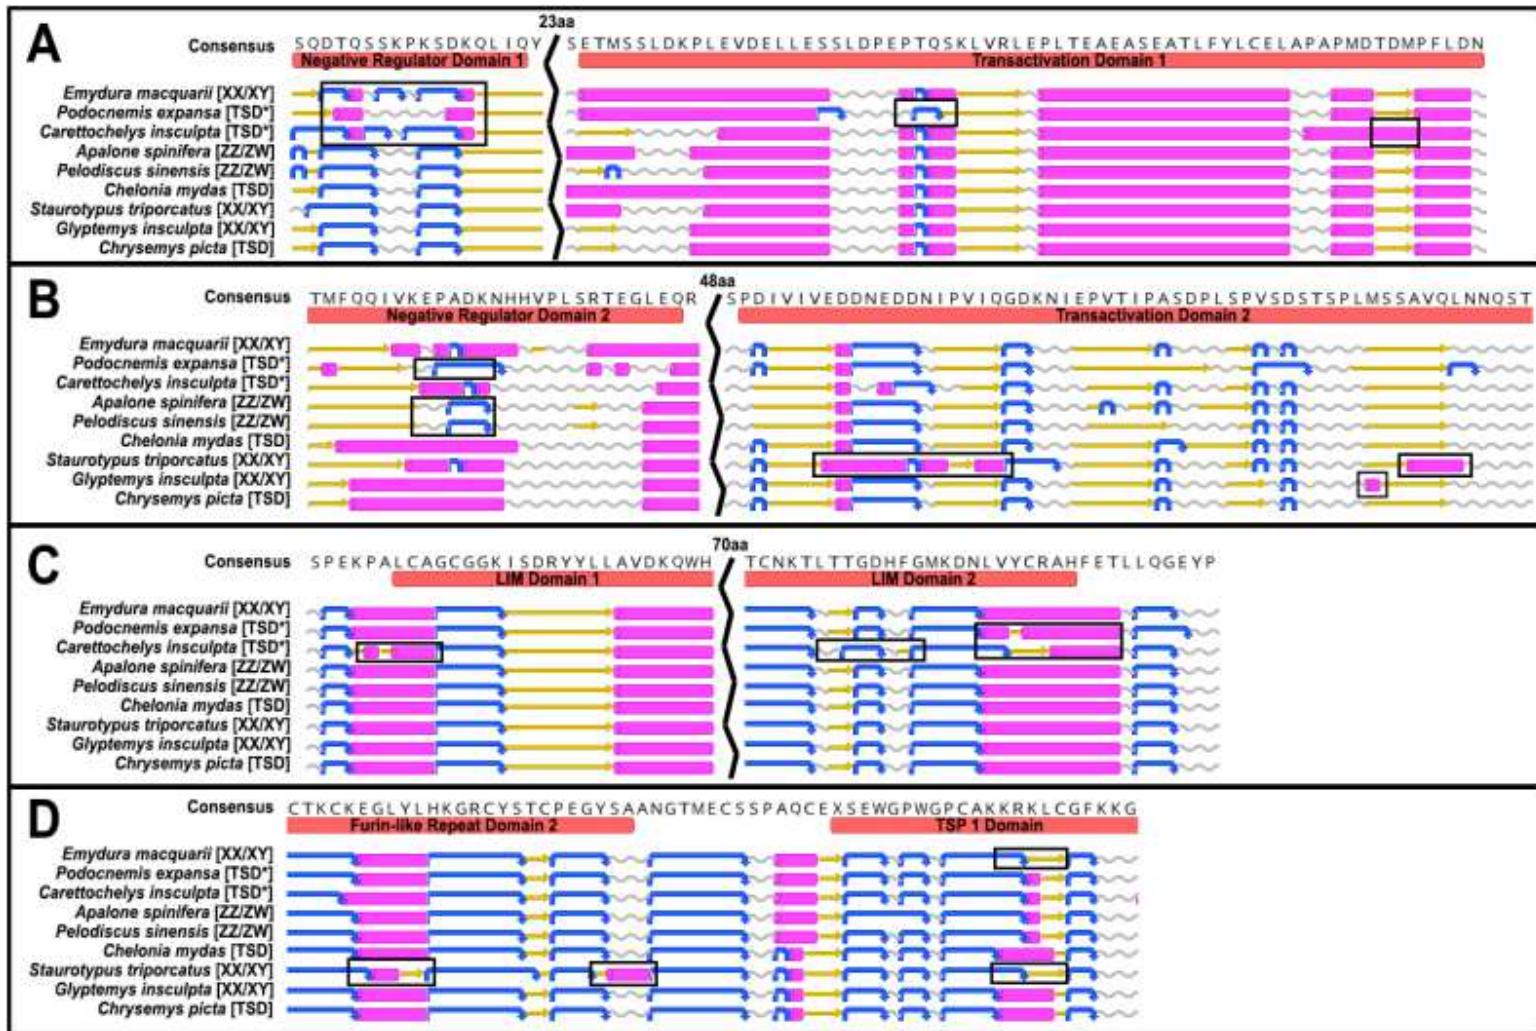 23aa
A
Consensus SQDTQSSKPKSDKQLIQY SETMSSLDKPLEVDELLESSLDPEPTQSKLVRLEPLTEAEASEATLFYLCELAPAPMDTDMPFLDN
Negative Regulator Domain 1 Transactivation Domain 1
Emydura macquarii [XX/XY]
Podocnemis expansa [TSD*]
Carettochelys insculpta [TSD*]
Apalone spinifera [ZZ/ZW]
Pelodiscus sinensis [ZZ/ZW]
Chelonia mydas [TSD]
Staurotypus triporcatus [XX/XY]
Glyptemys insculpta [XX/XY]
Chrysemys picta [TSD]
48aa
B
Consensus TMFQQIVKEPADKNHHVPLSRTEGLEQR SPDIVIVEDDNEDDNIPVIQGDKNIEPVTIPASDPLSPVSDSTSPLMSSAVQLNNQST
Negative Regulator Domain 2 Transactivation Domain 2
Emydura macquarii [XX/XY]
Podocnemis expansa [TSD*]
Carettochelys insculpta [TSD*]
Apalone spinifera [ZZ/ZW]
Pelodiscus sinensis [ZZ/ZW]
Chelonia mydas [TSD]
Staurotypus triporcatus [XX/XY]
Glyptemys insculpta [XX/XY]
Chrysemys picta [TSD]
70aa
C
Consensus SPEKPALCAGCGGKISDRYYLLAVDKQWH TCNKTLTTGDHFGMKDNLVYCRAHFETLLQGEYP
LIM Domain 1 LIM Domain 2
Emydura macquarii [XX/XY]
Podocnemis expansa [TSD*]
Carettochelys insculpta [TSD*]
Apalone spinifera [ZZ/ZW]
Pelodiscus sinensis [ZZ/ZW]
Chelonia mydas [TSD]
Staurotypus triporcatus [XX/XY]
Glyptemys insculpta [XX/XY]
Chrysemys picta [TSD]
D
Consensus CTKCKEGLYLHKGRCYSTCPEGYSAANGTMECSSPAQCEXSEWGPWGPCAKKRKLCGFKKG
Furin-like Repeat Domain 2 TSP 1 Domain
Emydura macquarii [XX/XY]
Podocnemis expansa [TSD*]
Carettochelys insculpta [TSD*]
Apalone spinifera [ZZ/ZW]
Pelodiscus sinensis [ZZ/ZW]
Chelonia mydas [TSD]
Staurotypus triporcatus [XX/XY]
Glyptemys insculpta [XX/XY]
Chrysemys picta [TSD]